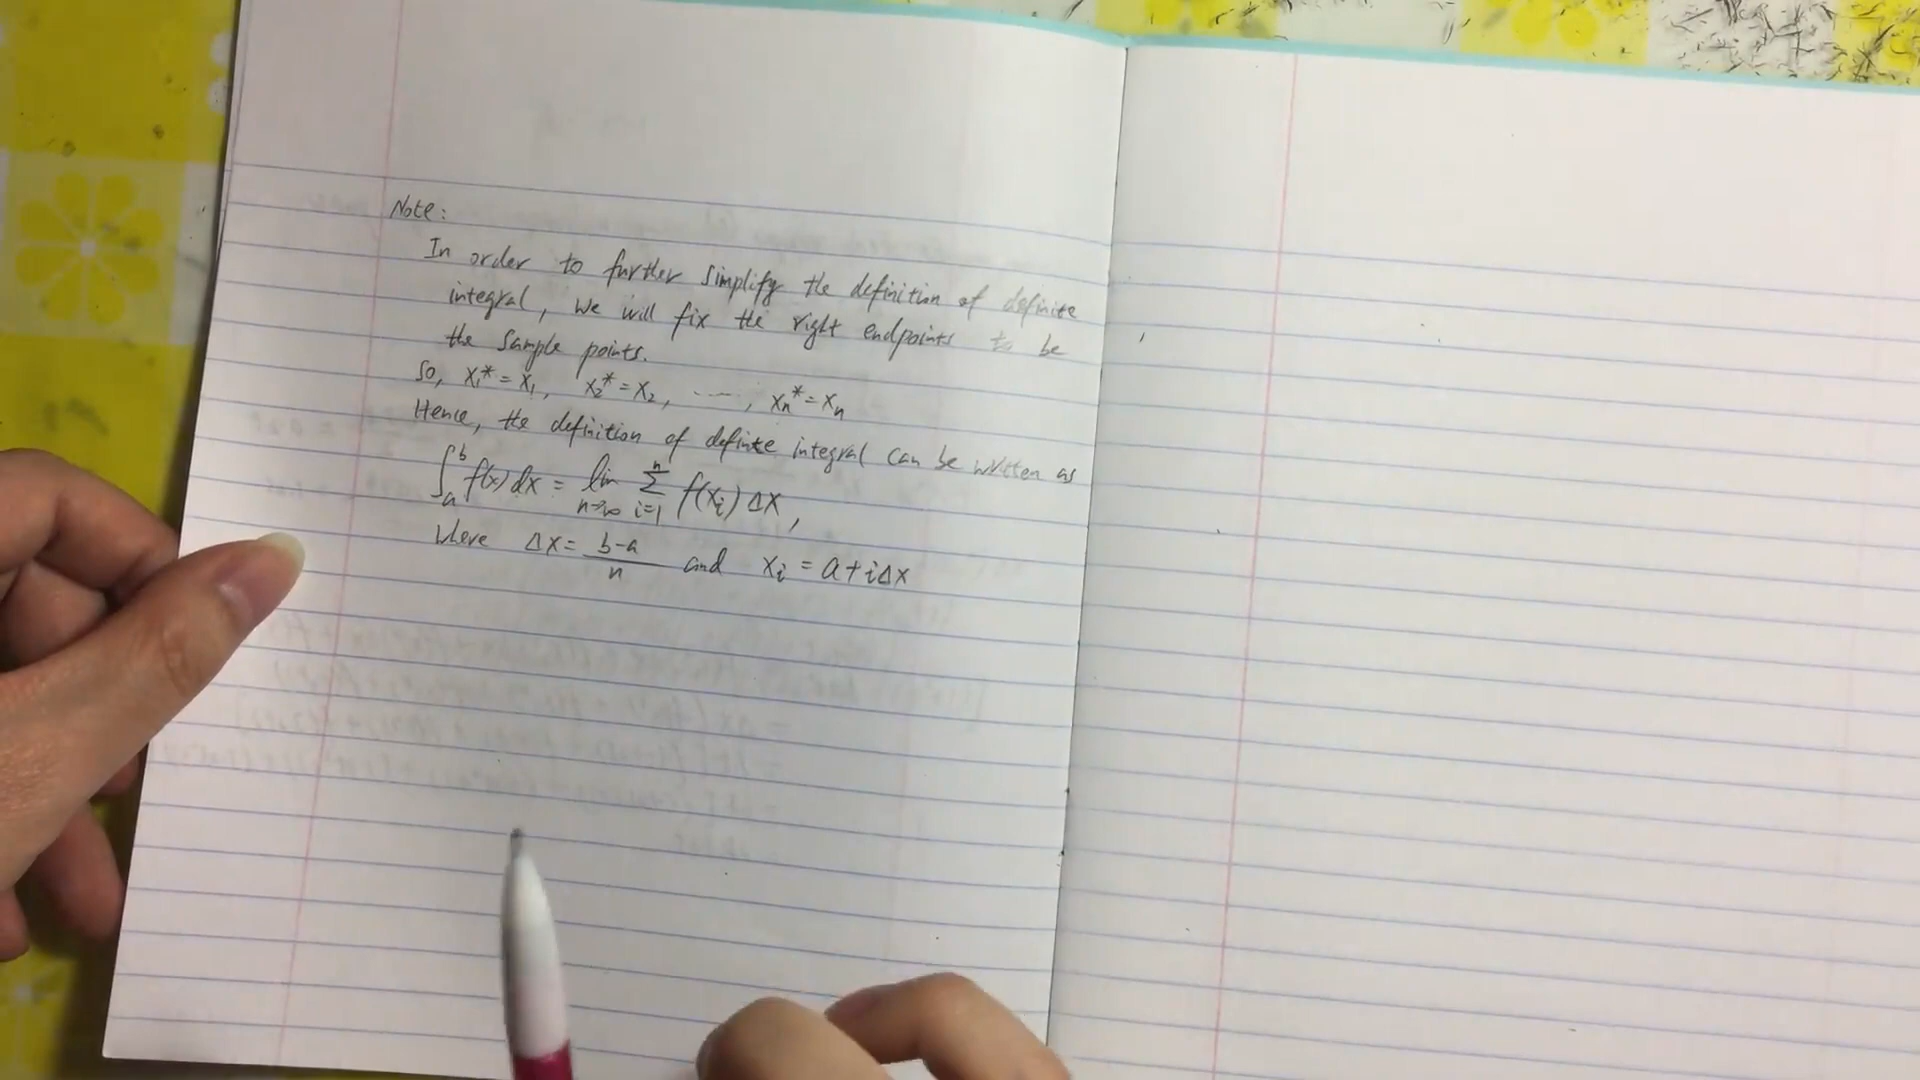 Note:
In order to further simplify the definition of definite
integral, we will fix the right endpoints to be
the sample points.
So, x₁* = x₁, x₂* = x₂, ----, xₙ* = xₙ
Hence, the definition of definite integral can be written as
∫ₐᵇ f(x) dx = lim n→∞ Σ i=1 n f(xᵢ) Δx,
Where Δx = b-a / n and xᵢ = a + iΔx